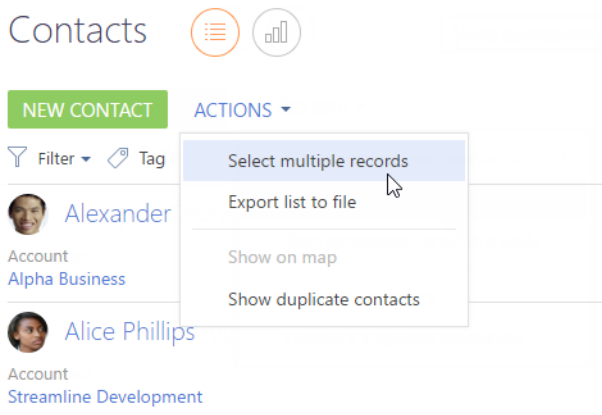 Contacts
NEW CONTACT ACTIONS
Filter Tag
Select multiple records
Export list to file
Show on map
Show duplicate contacts
Alexander
Account
Alpha Business
Alice Phillips
Account
Streamline Development